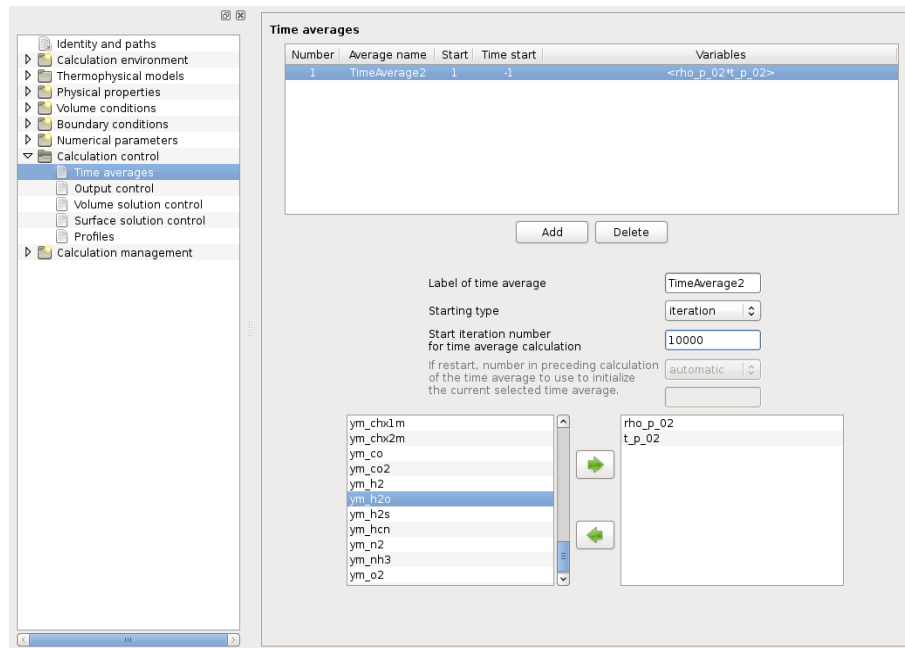 Identity and paths
Calculation environment
Thermophysical models
Physical properties
Volume conditions
Boundary conditions
Numerical parameters
Calculation control
Time averages
Output control
Volume solution control
Surface solution control
Profiles
Calculation management
Time averages
Number Average name Start Time start Variables
1 TimeAverage2 1 -1 <rho_p_02*t_p_02>
Add Delete
Label of time average TimeAverage2
Starting type iteration
Start iteration number
for time average calculation 10000
If restart, number in preceding calculation
of the time average to use to initialize
the current selected time average.
automatic
ym_chx1m
ym_chx2m
ym_co
ym_co2
ym_h2
ym_h2o
ym_h2s
ym_hcn
ym_n2
ym_nh3
ym_o2
rho_p_02
t_p_02